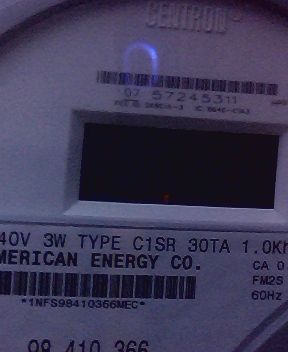 CENTRON
07 57245311
40V 3W TYPE C1SR 30TA 1.0Kh
MERICAN ENERGY CO.
CA 0
FM2S
*1NFS98410366MEC*
60Hz
98 410 366